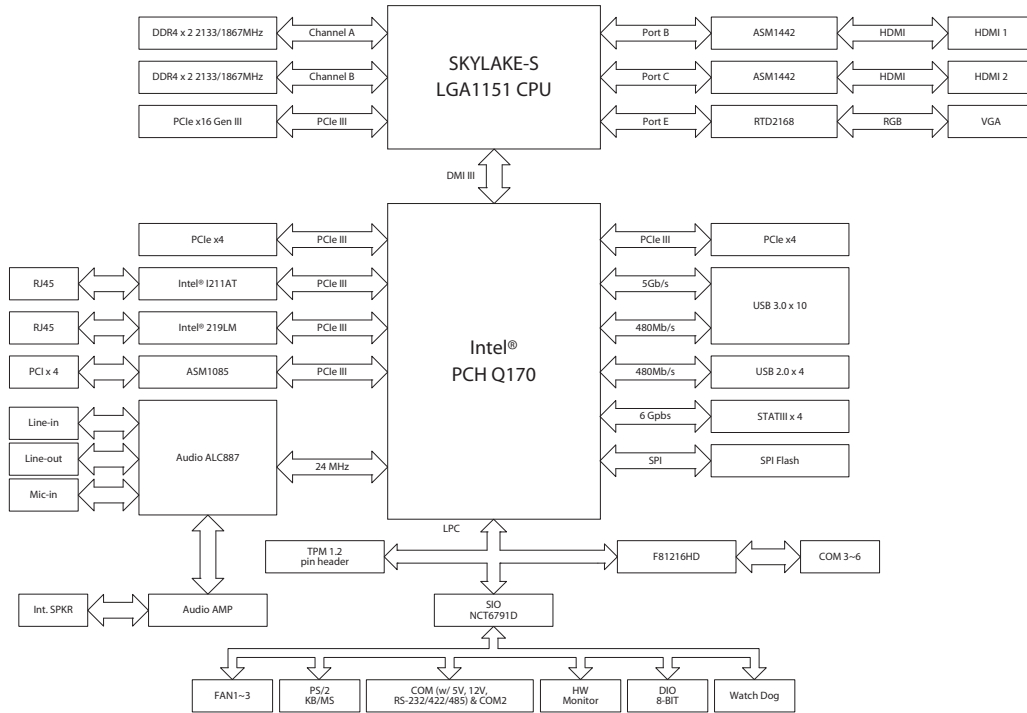 DDR4 x 2 2133/1867MHz
Channel A
SKYLAKE-S
LGA1151 CPU
Port B
ASM1442
HDMI
HDMI 1
DDR4 x 2 2133/1867MHz
Channel B
Port C
ASM1442
HDMI
HDMI 2
PCIe x16 Gen III
PCIe III
Port E
RTD2168
RGB
VGA
DMI III
PCIe x4
PCIe III
Intel®
PCH Q170
PCIe III
PCIe x4
RJ45
Intel® I211AT
PCIe III
5Gb/s
USB 3.0 x 10
RJ45
Intel® 219LM
PCIe III
480Mb/s
PCI x 4
ASM1085
PCIe III
480Mb/s
USB 2.0 x 4
Line-in
6 Gpbs
STATIII x 4
Line-out
Audio ALC887
24 MHz
SPI
SPI Flash
Mic-in
LPC
TPM 1.2
pin header
F81216HD
COM 3~6
Int. SPKR
Audio AMP
SIO
NCT6791D
FAN1~3
PS/2
KB/MS
COM (w/ 5V, 12V,
RS-232/422/485) & COM2
HW
Monitor
DIO
8-BIT
Watch Dog